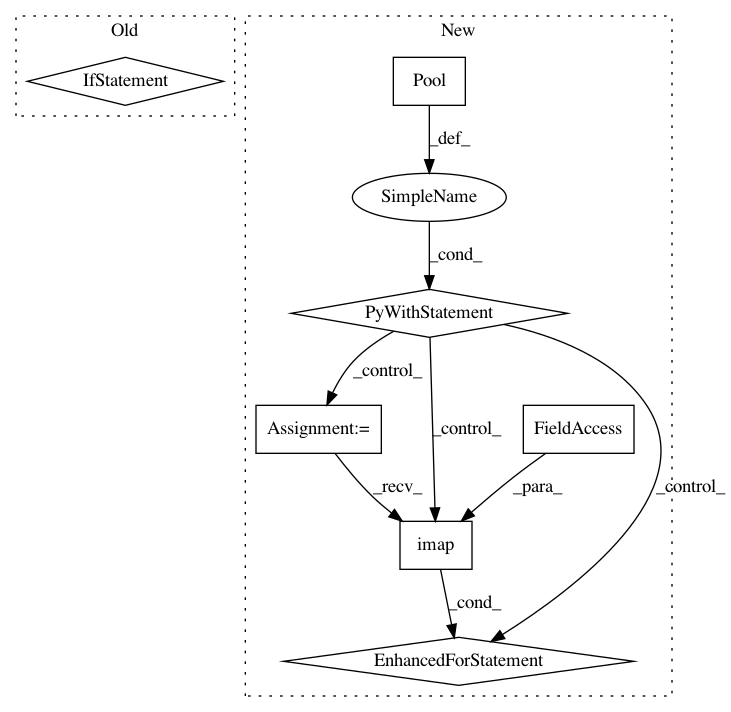 Old
New
IfStatement
Pool
_def_
SimpleName
_cond_
PyWithStatement
_control_
Assignment:=
_control_
FieldAccess
_recv_
_para_
_control_
imap
_cond_
EnhancedForStatement